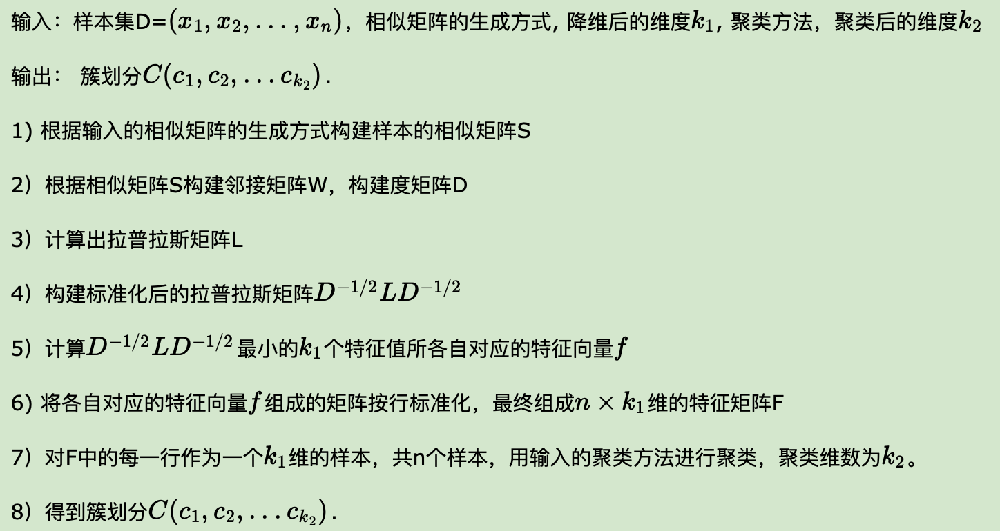 输入：样本集D=$(x_1, x_2, \ldots, x_n)$，相似矩阵的生成方式, 降维后的维度$k_1$, 聚类方法，聚类后的维度$k_2$
输出： 簇划分$C(c_1, c_2, \ldots c_{k_2})$.
1) 根据输入的相似矩阵的生成方式构建样本的相似矩阵S
2）根据相似矩阵S构建邻接矩阵W，构建度矩阵D
3）计算出拉普拉斯矩阵L
4）构建标准化后的拉普拉斯矩阵$D^{-1/2}LD^{-1/2}$
5）计算$D^{-1/2}LD^{-1/2}$最小的$k_1$个特征值所各自对应的特征向量$f$
6) 将各自对应的特征向量$f$组成的矩阵按行标准化，最终组成$n \times k_1$维的特征矩阵F
7）对F中的每一行作为一个$k_1$维的样本，共n个样本，用输入的聚类方法进行聚类，聚类维数为$k_2$。
8）得到簇划分$C(c_1, c_2, \ldots c_{k_2})$.